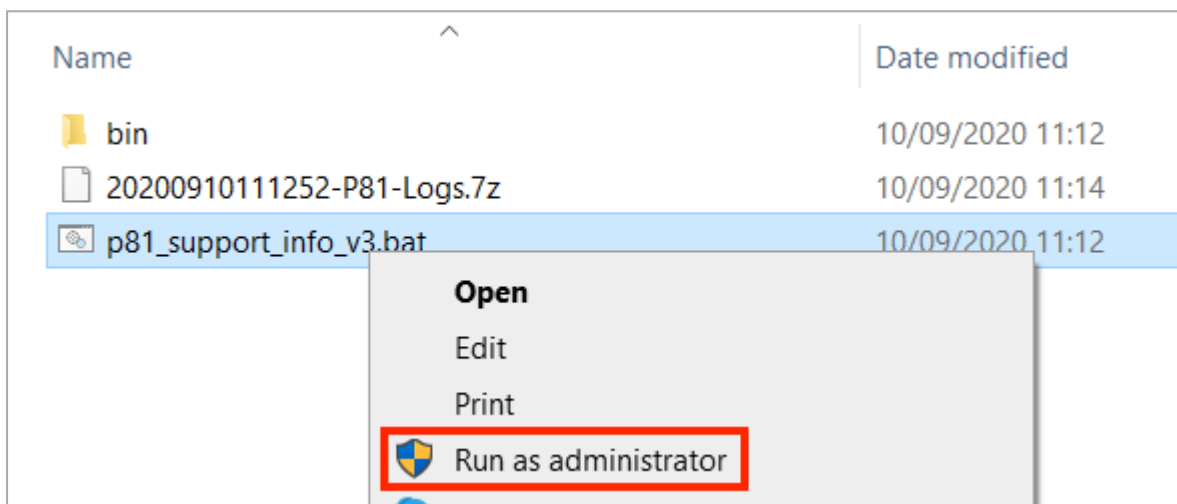 Name Date modified
bin 10/09/2020 11:12
20200910111252-P81-Logs.7z 10/09/2020 11:14
p81_support_info_v3.bat 10/09/2020 11:12
Open
Edit
Print
Run as administrator